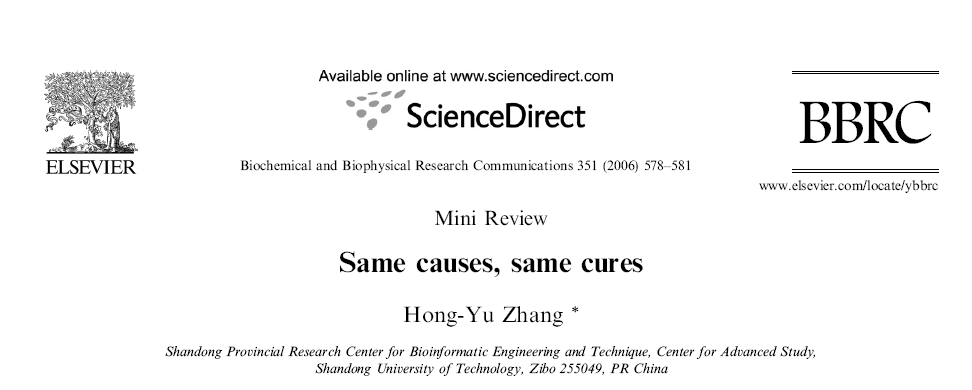 Available online at www.sciencedirect.com
ScienceDirect
ELSEVIER
BBRC
Biochemical and Biophysical Research Communications 351 (2006) 578–581
www.elsevier.com/locate/ybbrc
Mini Review
Same causes, same cures
Hong-Yu Zhang *
Shandong Provincial Research Center for Bioinformatic Engineering and Technique, Center for Advanced Study,
Shandong University of Technology, Zibo 255049, PR China